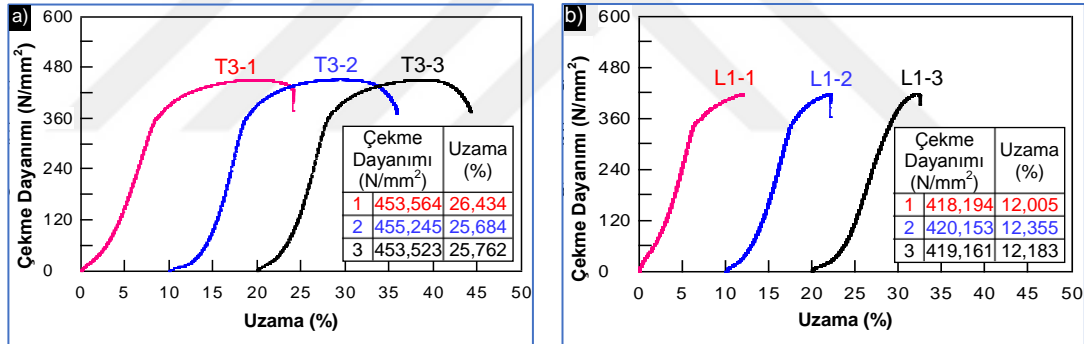 a)
Çekme Dayanımı (N/mm²)
600
480
360
240
120
0
T3-1 T3-2 T3-3
Çekme Dayanımı (N/mm²) Uzama (%)
1 453,564 26,434
2 455,245 25,684
3 453,523 25,762
0 5 10 15 20 25 30 35 40 45 50
Uzama (%)
b)
Çekme Dayanımı (N/mm²)
600
480
360
240
120
0
L1-1 L1-2 L1-3
Çekme Dayanımı (N/mm²) Uzama (%)
1 418,194 12,005
2 420,153 12,355
3 419,161 12,183
0 5 10 15 20 25 30 35 40 45 50
Uzama (%)